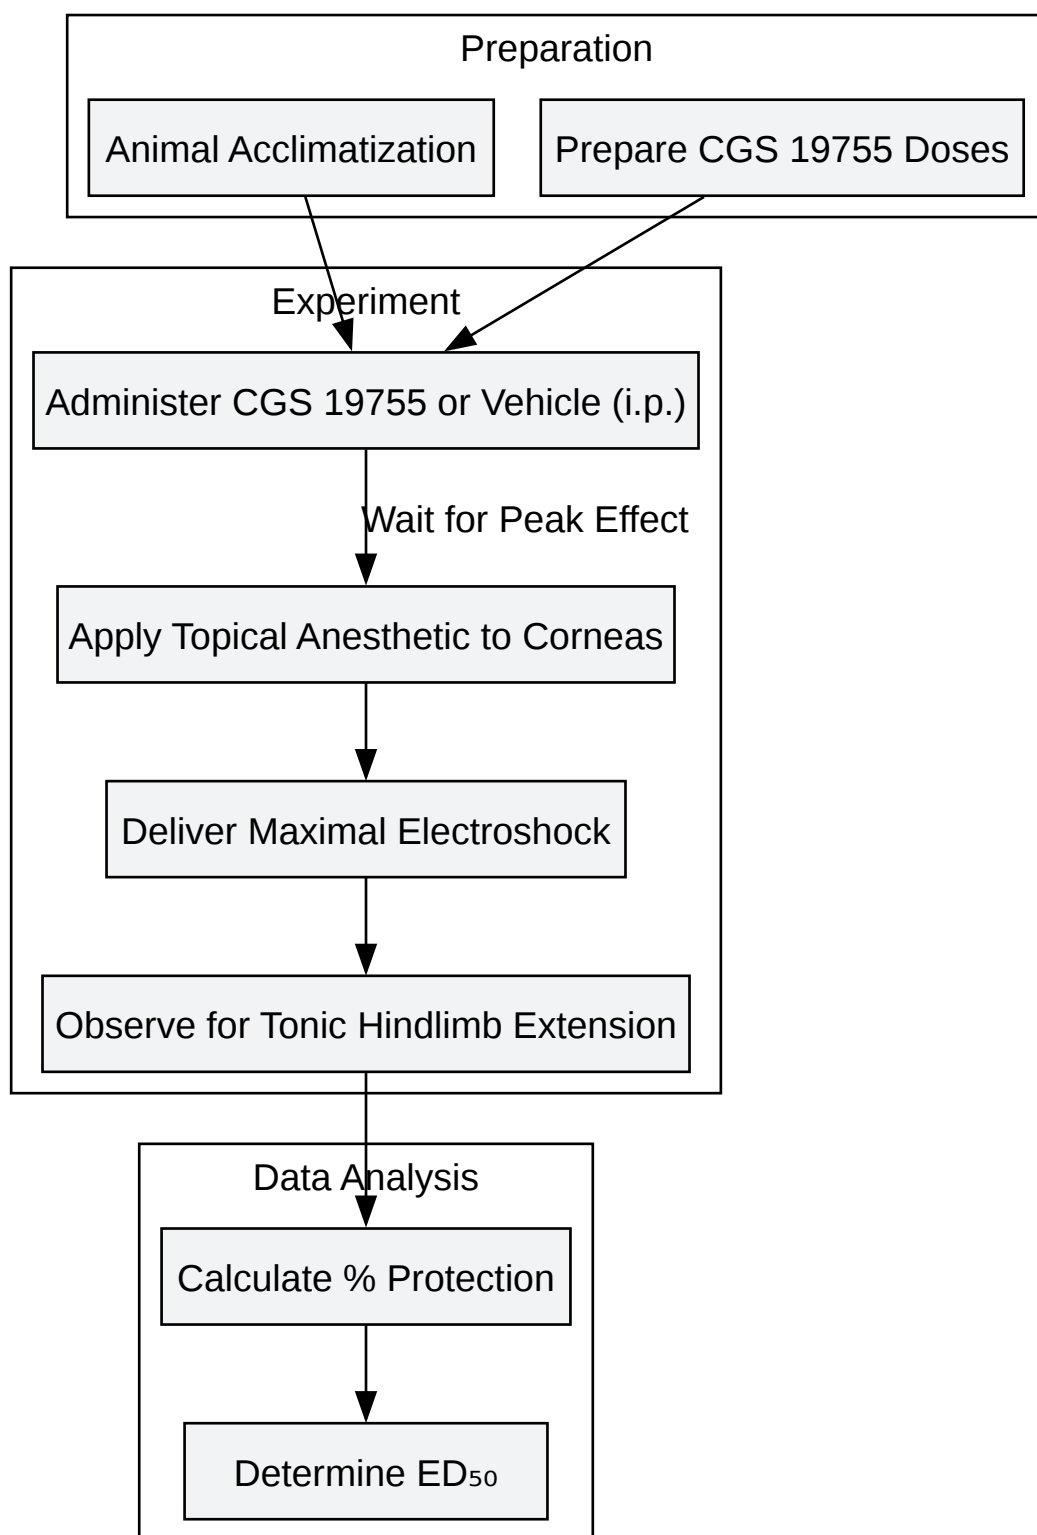 Preparation
Animal Acclimatization
Prepare CGS 19755 Doses
Experiment
Administer CGS 19755 or Vehicle (i.p.)
Wait for Peak Effect
Apply Topical Anesthetic to Corneas
Deliver Maximal Electroshock
Observe for Tonic Hindlimb Extension
Data Analysis
Calculate % Protection
Determine ED₅₀